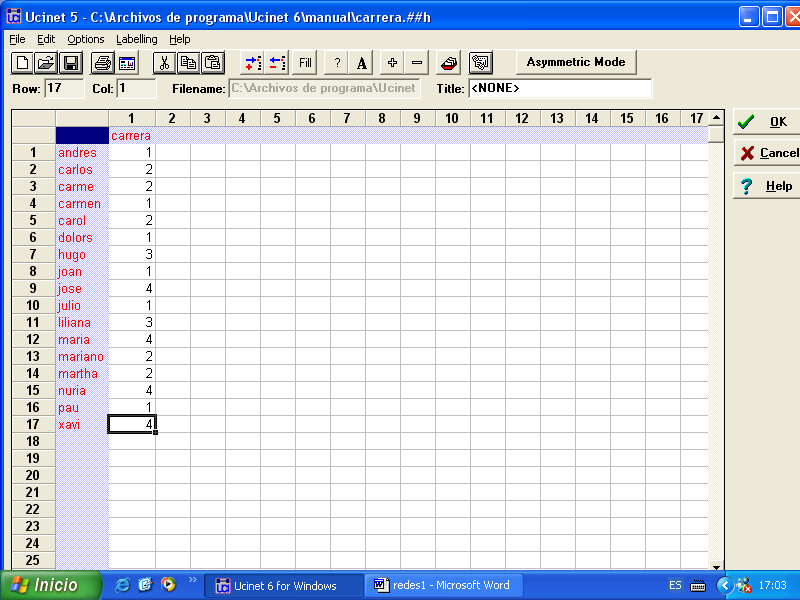 Ucinet 5 - C:\Archivos de programa\Ucinet 6\manual\carrera.##h
File Edit Options Labelling Help
Fill ? A Asymmetric Mode
Row: 17 Col: 1 Filename: C:\Archivos de programa\Ucinet Title: <NONE>
1 2 3 4 5 6 7 8 9 10 11 12 13 14 15 16 17
carrera
1 andres 1
2 carlos 2
3 carme 2
4 carmen 1
5 carol 2
6 dolors 1
7 hugo 3
8 joan 1
9 jose 4
10 julio 1
11 liliana 3
12 maria 4
13 mariano 2
14 martha 2
15 nuria 4
16 pau 1
17 xavi 4
18
19
20
21
22
23
24
25
OK
Cancel
? Help
Inicio » Ucinet 6 for Windows redes1 - Microsoft Word ES 17:03